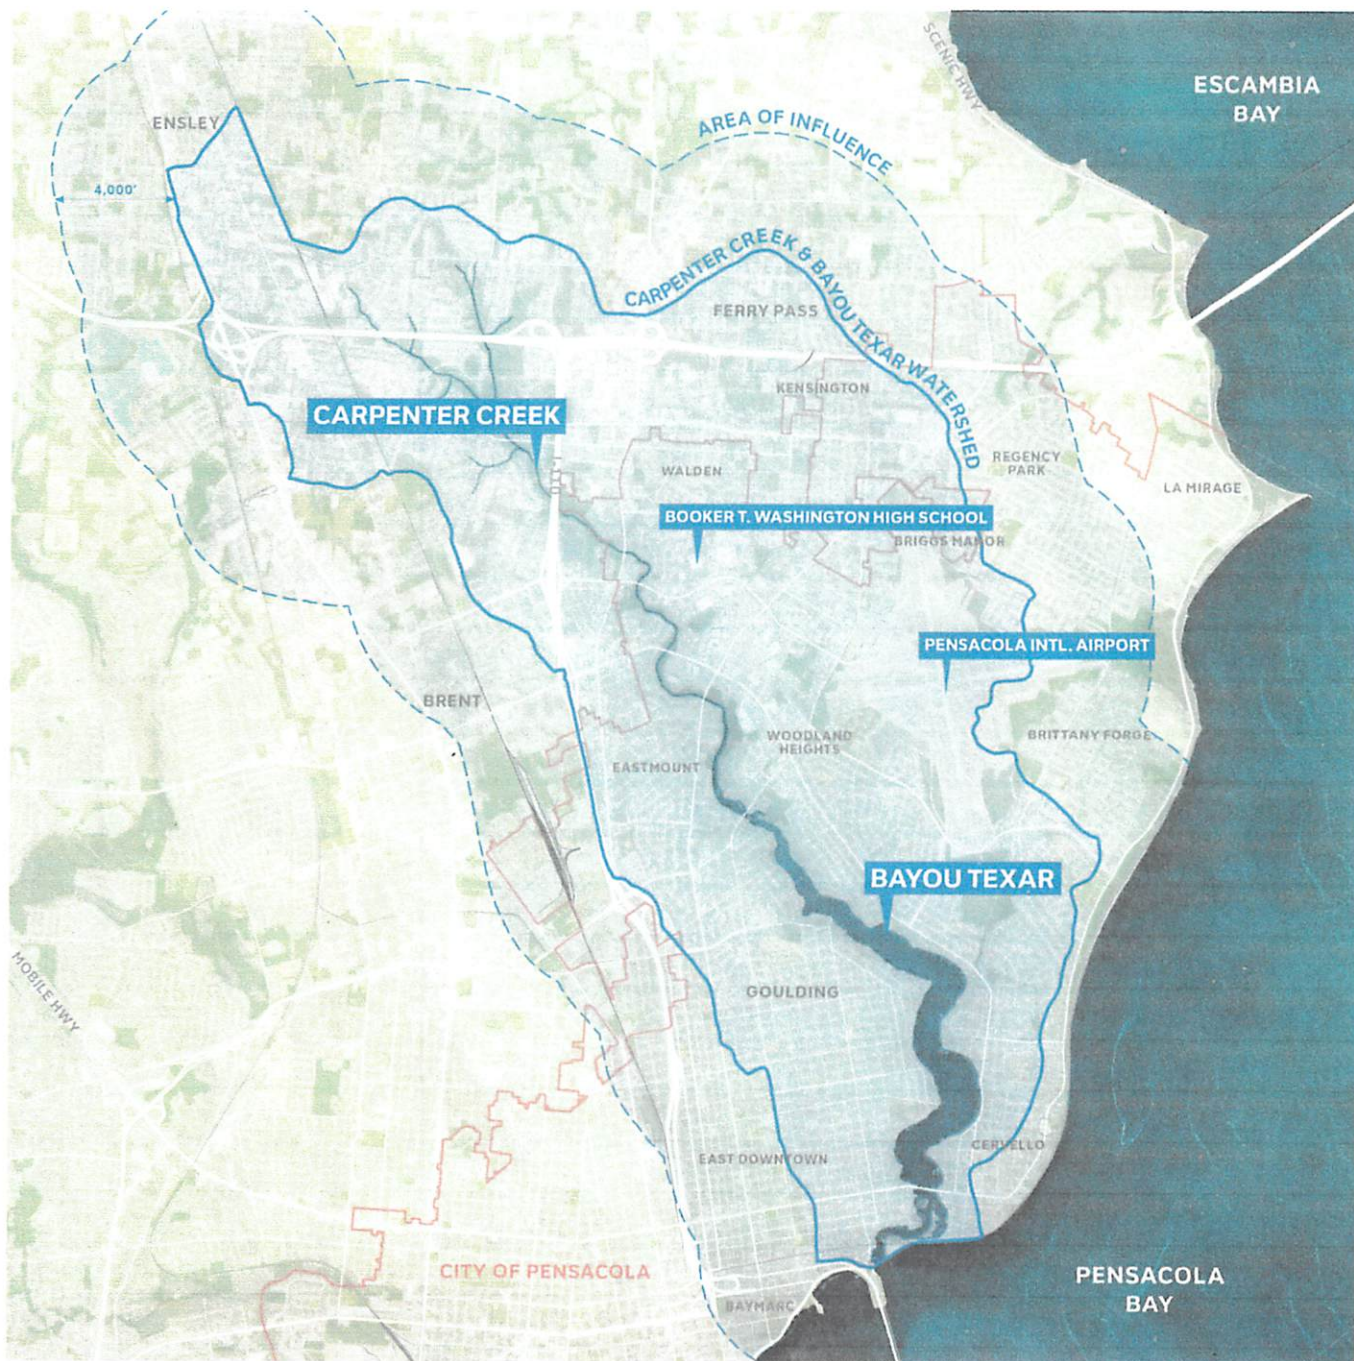 SCENIC HWY
ESCAMBIA
BAY
ENSLEY
AREA OF INFLUENCE
4,000'
CARPENTER CREEK & BAYOU TEXAR WATERSHED
FERRY PASS
KENSINGTON
CARPENTER CREEK
REGENCY
PARK
WALDEN
LA MIRAGE
BOOKER T. WASHINGTON HIGH SCHOOL
BRIGGS MANOR
PENSACOLA INTL. AIRPORT
BRENT
WOODLAND
HEIGHTS
BRITTANY FORGE
EASTMOUNT
BAYOU TEXAR
MOBILE HWY
GOULDING
CERVELLO
EAST DOWNTOWN
CITY OF PENSACOLA
PENSACOLA
BAY
BAYMARC